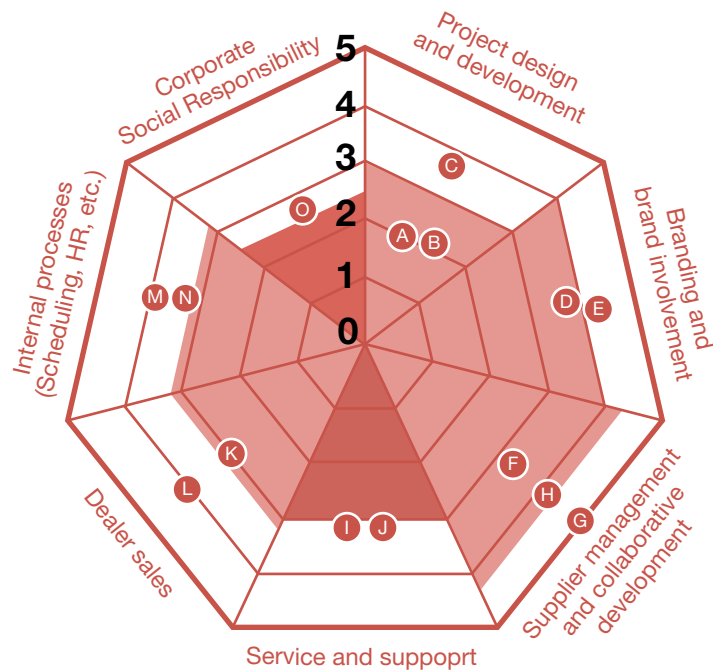 Corporate
Social Responsibility
Project design
and development
Branding and
brand involvement
Supplier management
and collaborative
development
Service and suppoprt
Dealer sales
Internal processes
(Scheduling, HR, etc.)
5
4
3
2
1
0
C
O
A
B
M
N
D
E
K
F
L
H
G
I
J